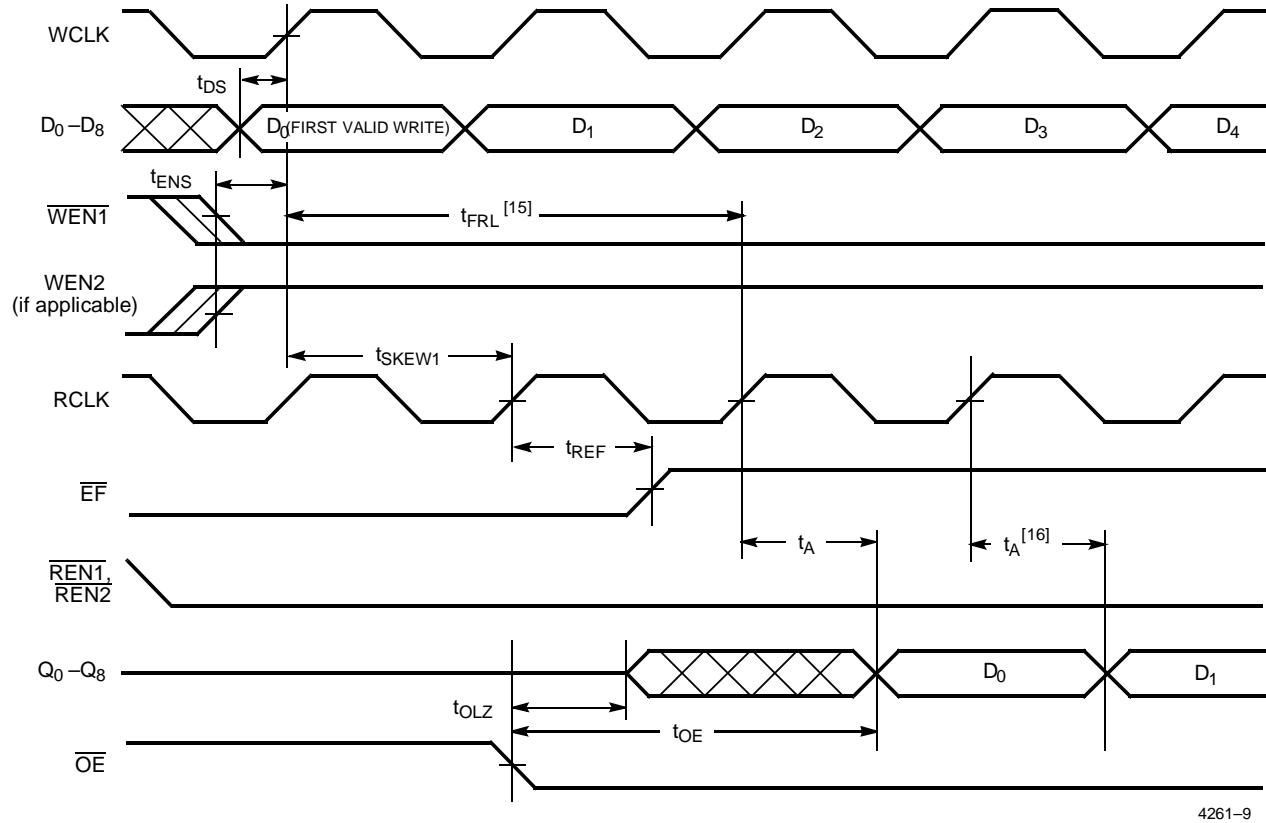 WCLK
tDS
D0 –D8
D0(FIRST VALID WRITE)
D1
D2
D3
D4
tENS
WEN1
tFRL [15]
WEN2
(if applicable)
tSKEW1
RCLK
tREF
EF
tA
tA[16]
REN1,
REN2
Q0 –Q8
D0
D1
tOLZ
tOE
OE
4261–9